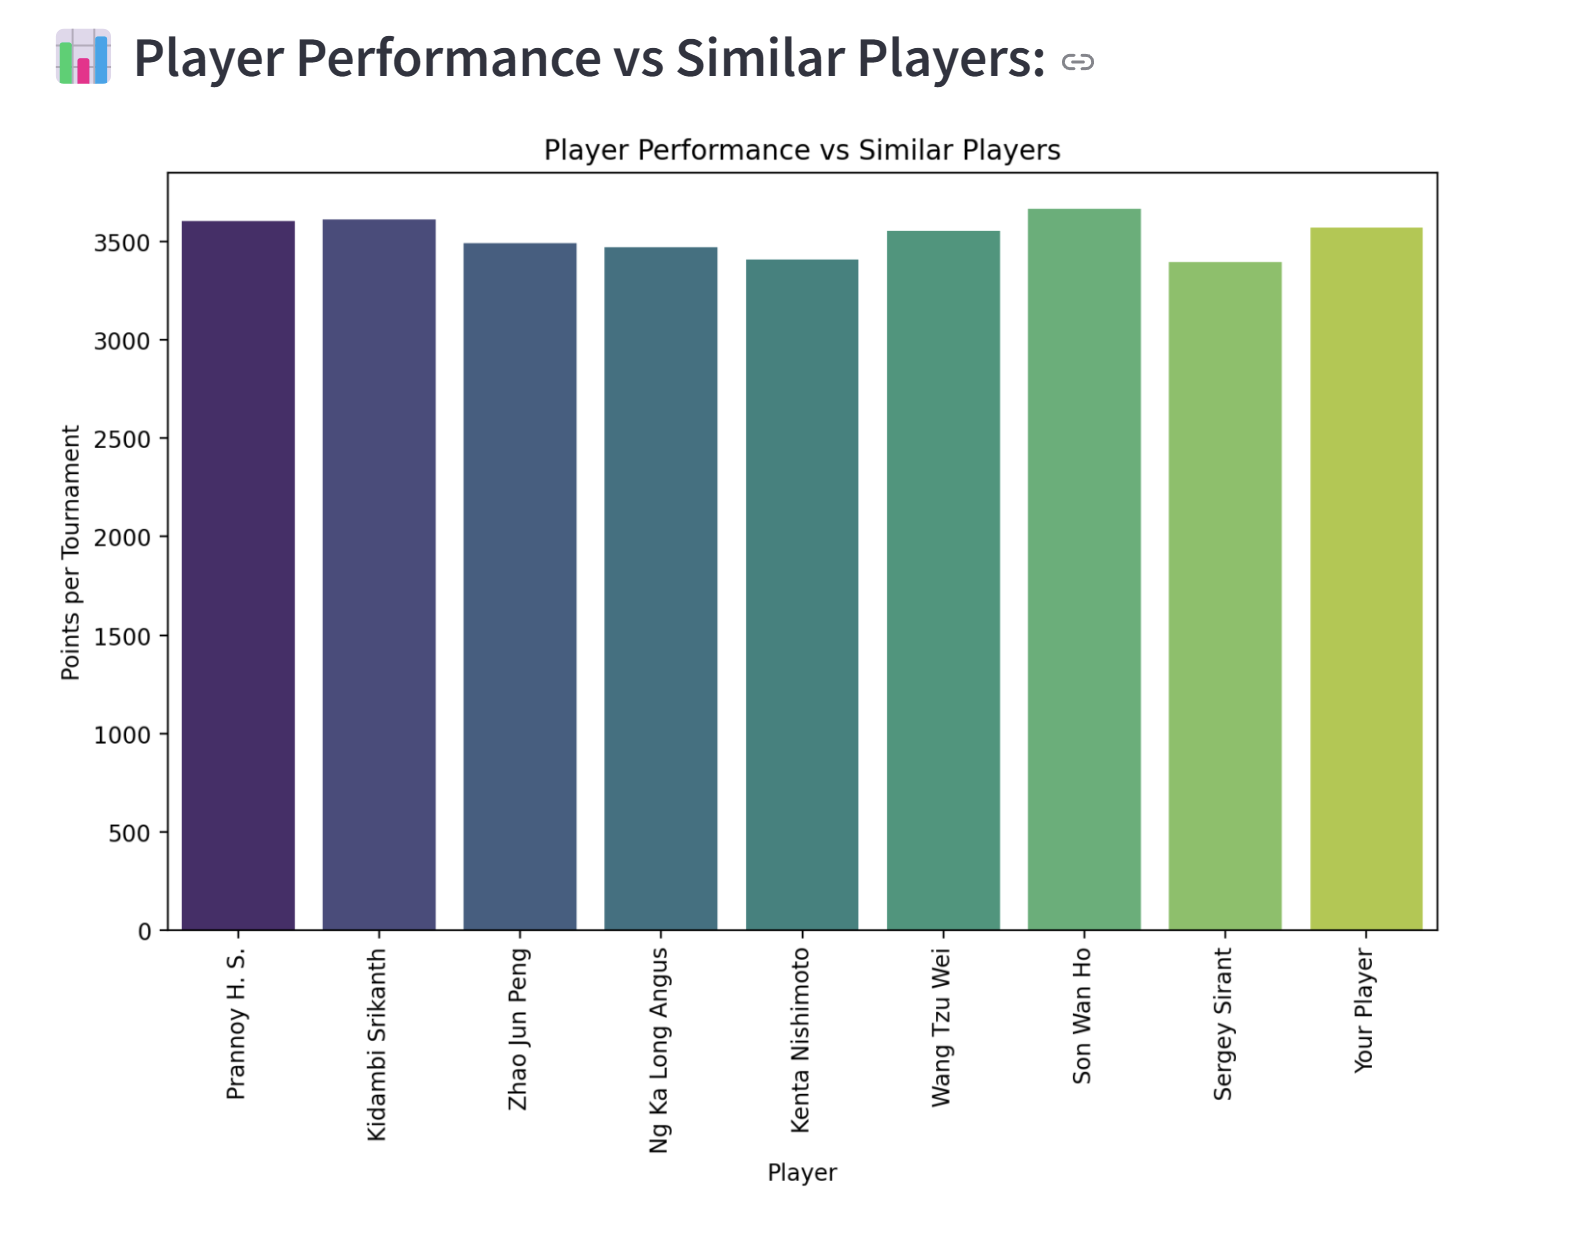 Player Performance vs Similar Players:
Player Performance vs Similar Players
Points per Tournament
3500
3000
2500
2000
1500
1000
500
0
Prannoy H. S.
Kidambi Srikanth
Zhao Jun Peng
Ng Ka Long Angus
Kenta Nishimoto
Wang Tzu Wei
Son Wan Ho
Sergey Sirant
Your Player
Player